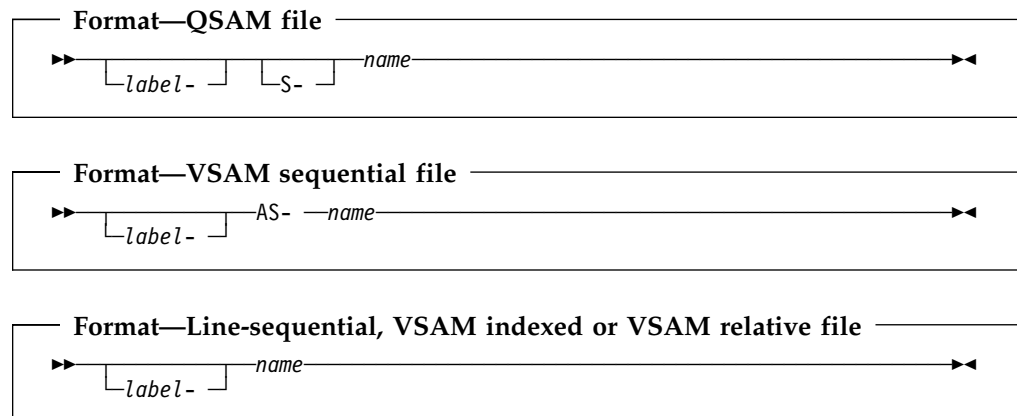 Format—QSAM file
name
label- S-
Format—VSAM sequential file
AS- name
label-
Format—Line-sequential, VSAM indexed or VSAM relative file
name
label-